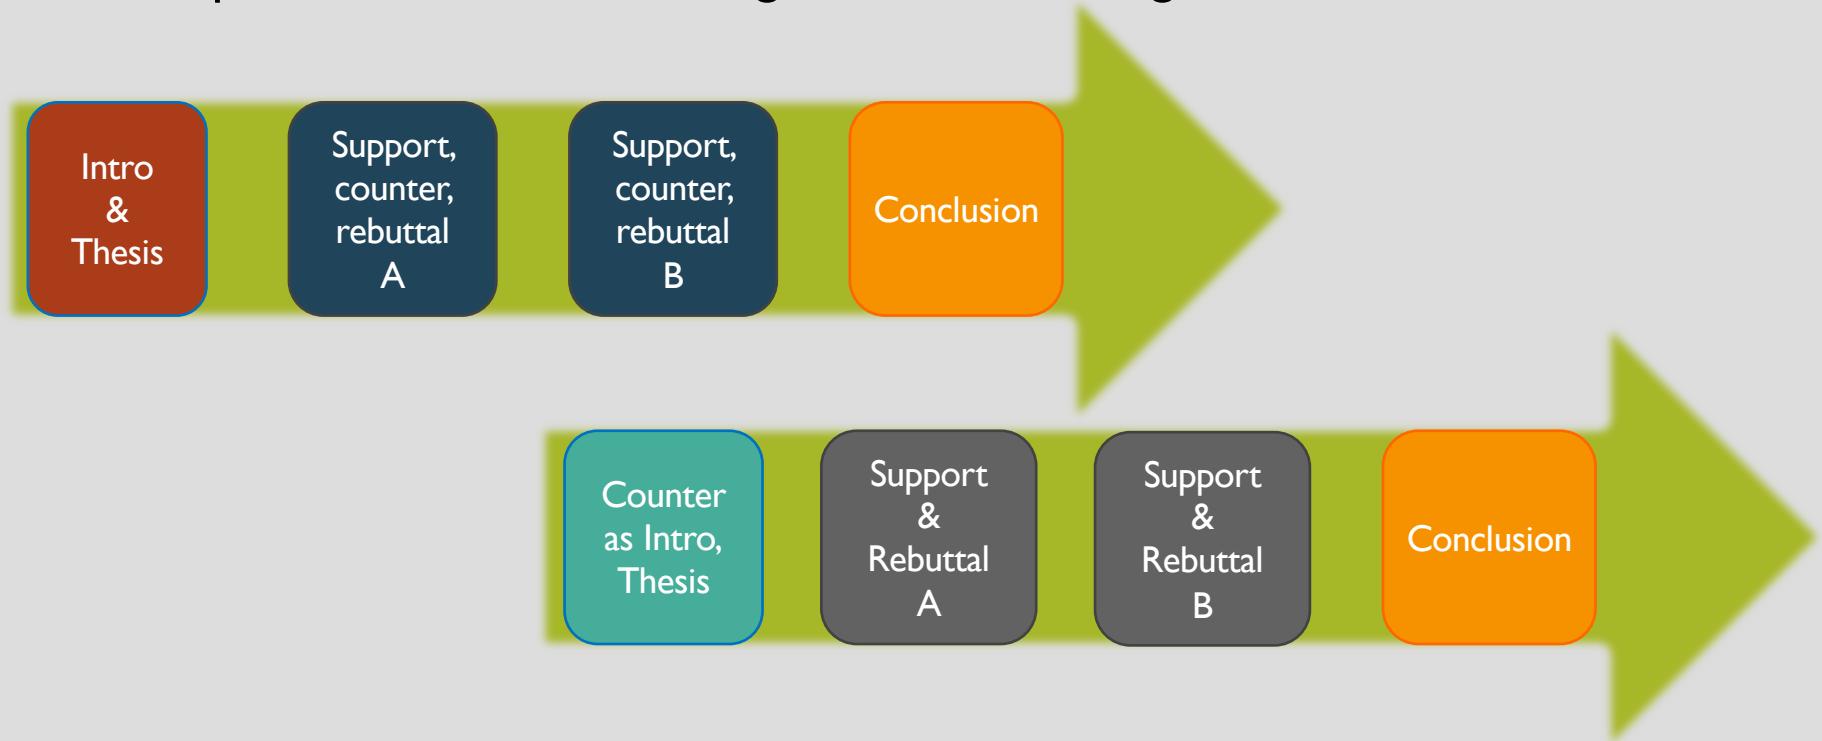 Intro
&
Thesis
Support,
counter,
rebuttal
A
Support,
counter,
rebuttal
B
Conclusion
Counter
as Intro,
Thesis
Support
&
Rebuttal
A
Support
&
Rebuttal
B
Conclusion